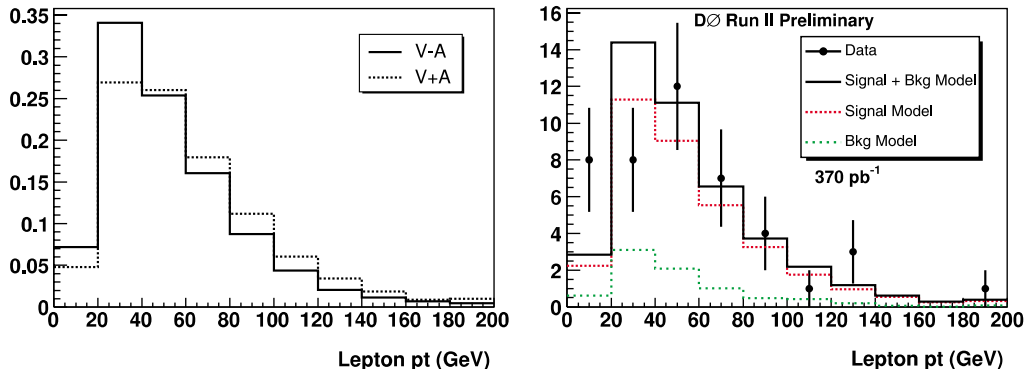 0.35
0.3
0.25
0.2
0.15
0.1
0.05
0
0 20 40 60 80 100 120 140 160 180 200
Lepton pt (GeV)
V-A
V+A
16
14
12
10
8
6
4
2
0
0 20 40 60 80 100 120 140 160 180 200
Lepton pt (GeV)
DØ Run II Preliminary
Data
Signal + Bkg Model
Signal Model
Bkg Model
370 pb⁻¹